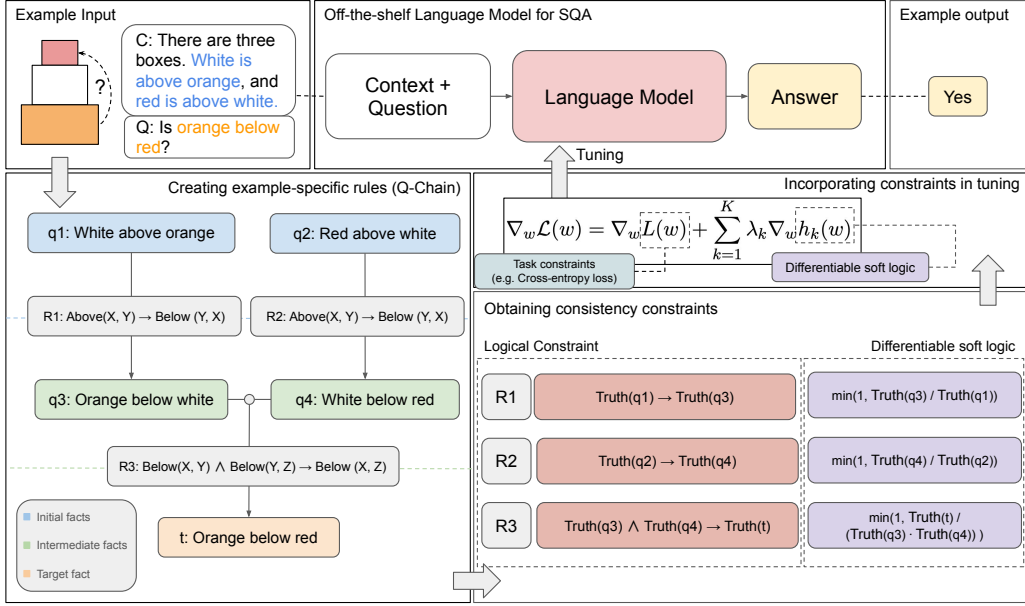 Example Input
C: There are three
boxes. White is
above orange, and
red is above white.
?
Q: Is orange below
red?
Off-the-shelf Language Model for SQA
Context +
Question
Language Model
Answer
Tuning
Example output
Yes
Creating example-specific rules (Q-Chain)
q1: White above orange
q2: Red above white
R1: Above(X, Y) → Below (Y, X)
R2: Above(X, Y) → Below (Y, X)
q3: Orange below white
q4: White below red
R3: Below(X, Y) ∧ Below(Y, Z) → Below (X, Z)
t: Orange below red
Initial facts
Intermediate facts
Target fact
Incorporating constraints in tuning
∇_w ℒ(w) = ∇_w L(w) + ∑_{k=1}^{K} λ_k ∇_w h_k(w)
Task constraints
(e.g. Cross-entropy loss)
Differentiable soft logic
Obtaining consistency constraints
Logical Constraint
Differentiable soft logic
R1
Truth(q1) → Truth(q3)
min(1, Truth(q3) / Truth(q1))
R2
Truth(q2) → Truth(q4)
min(1, Truth(q4) / Truth(q2))
R3
Truth(q3) ∧ Truth(q4) → Truth(t)
min(1, Truth(t) /
(Truth(q3) · Truth(q4)) )